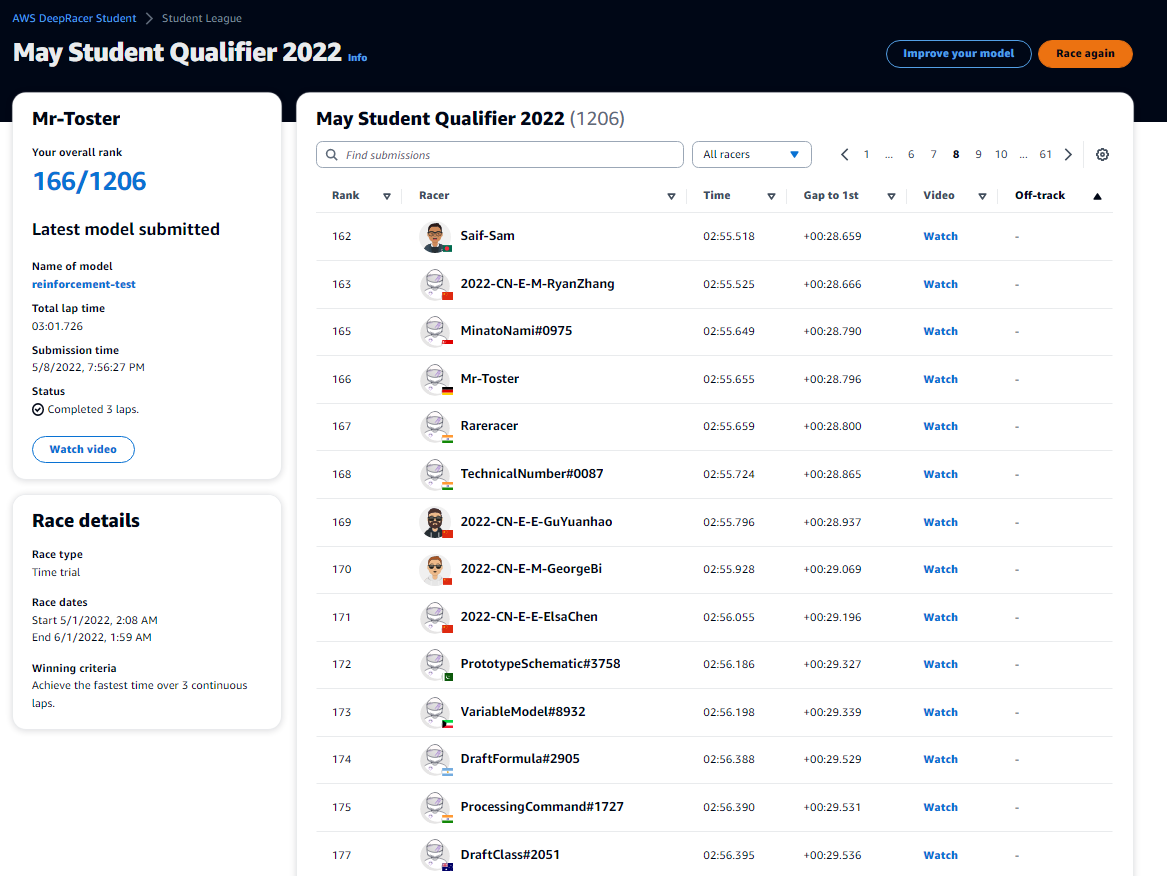 AWS DeepRacer Student > Student League
May Student Qualifier 2022 Info
Improve your model
Race again
Mr-Toster
Your overall rank
166/1206
Latest model submitted
Name of model
reinforcement-test
Total lap time
03:01.726
Submission time
5/8/2022, 7:56:27 PM
Status
Completed 3 laps.
Watch video
Race details
Race type
Time trial
Race dates
Start 5/1/2022, 2:08 AM
End 6/1/2022, 1:59 AM
Winning criteria
Achieve the fastest time over 3 continuous
laps.
May Student Qualifier 2022 (1206)
Find submissions
All racers
1 ... 6 7 8 9 10 ... 61
Rank Racer Time Gap to 1st Video Off-track
162 Saif-Sam 02:55.518 +00:28.659 Watch -
163 2022-CN-E-M-RyanZhang 02:55.525 +00:28.666 Watch -
165 MinatoNami#0975 02:55.649 +00:28.790 Watch -
166 Mr-Toster 02:55.655 +00:28.796 Watch -
167 Rareracer 02:55.659 +00:28.800 Watch -
168 TechnicalNumber#0087 02:55.724 +00:28.865 Watch -
169 2022-CN-E-E-GuYuanhao 02:55.796 +00:28.937 Watch -
170 2022-CN-E-M-GeorgeBi 02:55.928 +00:29.069 Watch -
171 2022-CN-E-E-ElsaChen 02:56.055 +00:29.196 Watch -
172 PrototypeSchematic#3758 02:56.186 +00:29.327 Watch -
173 VariableModel#8932 02:56.198 +00:29.339 Watch -
174 DraftFormula#2905 02:56.388 +00:29.529 Watch -
175 ProcessingCommand#1727 02:56.390 +00:29.531 Watch -
177 DraftClass#2051 02:56.395 +00:29.536 Watch -